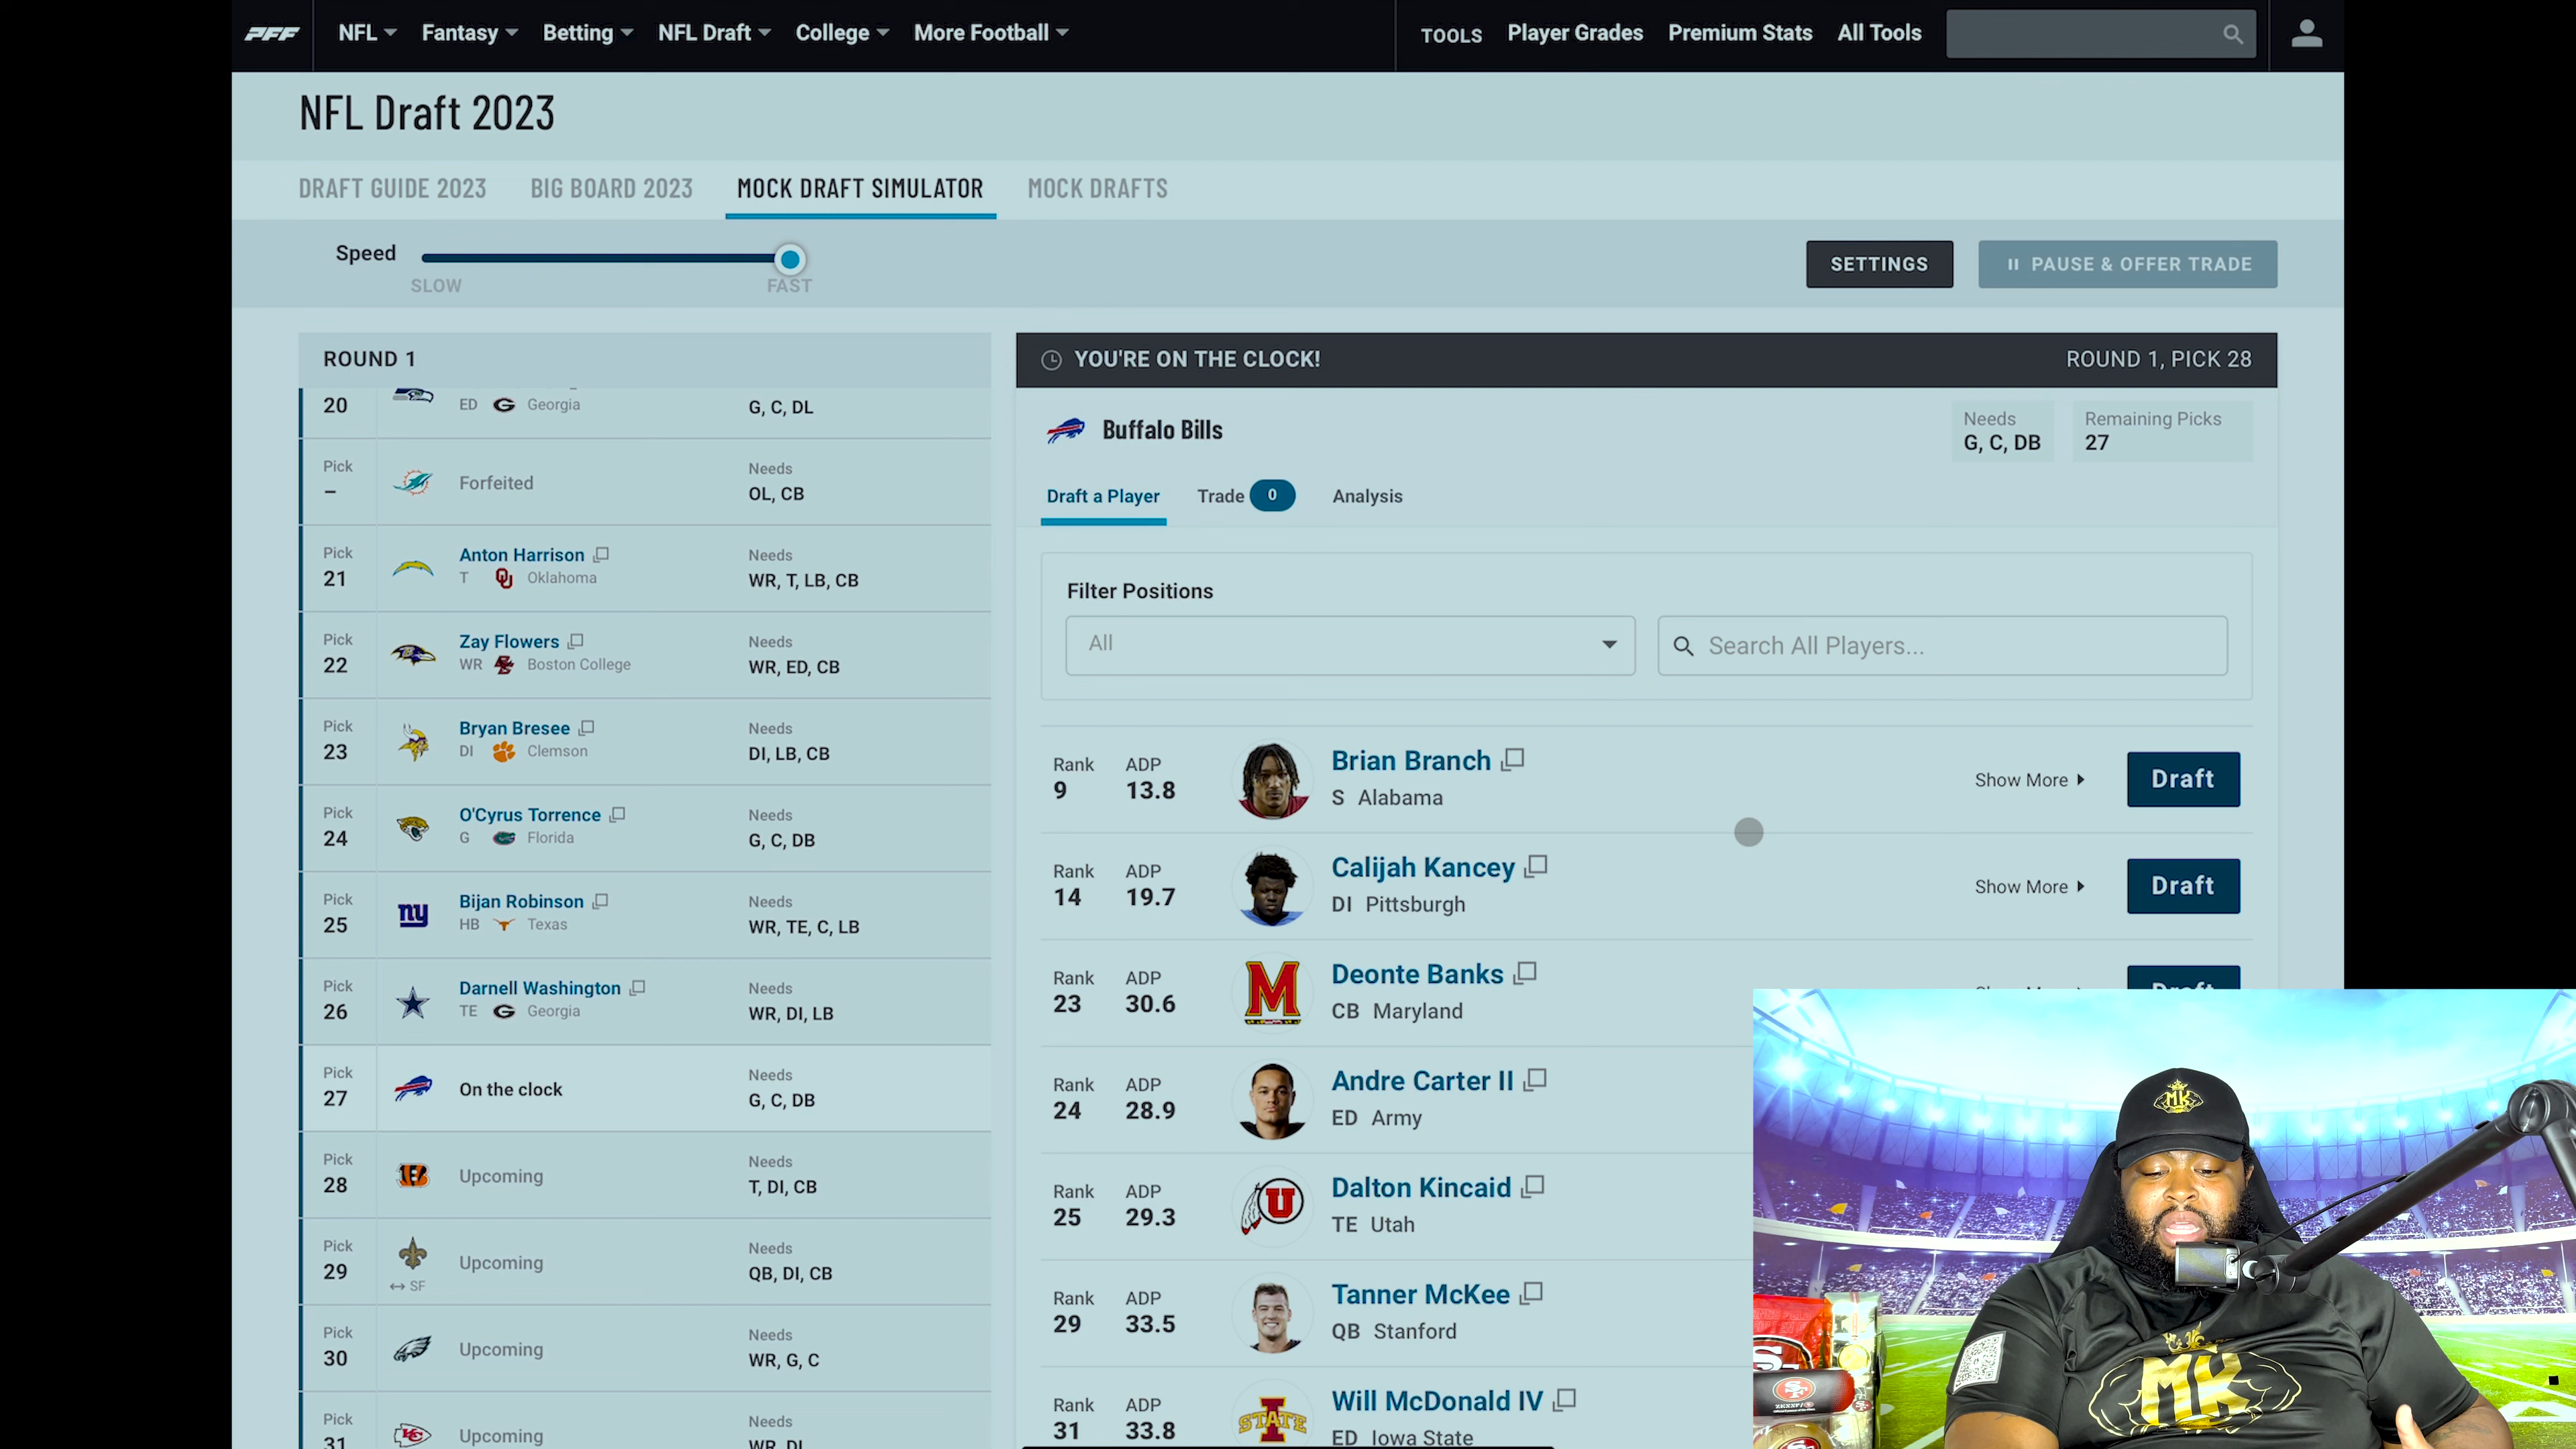 PFF NFL Fantasy Betting NFL Draft College More Football TOOLS Player Grades Premium Stats All Tools
NFL Draft 2023
DRAFT GUIDE 2023 BIG BOARD 2023 MOCK DRAFT SIMULATOR MOCK DRAFTS
Speed
SLOW FAST
SETTINGS PAUSE & OFFER TRADE
ROUND 1
20 ED Georgia G, C, DL
Pick Needs
– Forfeited OL, CB
Pick Anton Harrison Needs
21 T Oklahoma WR, T, LB, CB
Pick Zay Flowers Needs
22 WR Boston College WR, ED, CB
Pick Bryan Bresee Needs
23 DI Clemson DI, LB, CB
Pick O'Cyrus Torrence Needs
24 G Florida G, C, DB
Pick Bijan Robinson Needs
25 ny HB Texas WR, TE, C, LB
Pick Darnell Washington Needs
26 TE Georgia WR, DI, LB
Pick Needs
27 On the clock G, C, DB
Pick Needs
28 Upcoming T, DI, CB
Pick Needs
29 Upcoming QB, DI, CB
↔ SF
Pick Needs
30 Upcoming WR, G, C
Pick Needs
31 Upcoming WR, DI
YOU'RE ON THE CLOCK! ROUND 1, PICK 28
Buffalo Bills
Needs Remaining Picks
G, C, DB 27
Draft a Player Trade 0 Analysis
Filter Positions
All Search All Players...
Rank ADP Brian Branch
9 13.8 S Alabama
Show More Draft
Rank ADP Calijah Kancey
14 19.7 DI Pittsburgh
Show More Draft
Rank ADP Deonte Banks
23 30.6 M CB Maryland
Draft
Rank ADP Andre Carter II
24 28.9 ED Army
Rank ADP Dalton Kincaid
25 29.3 U TE Utah
Rank ADP Tanner McKee
29 33.5 QB Stanford
Rank ADP Will McDonald IV
31 33.8 STATE ED Iowa State
MK
MK